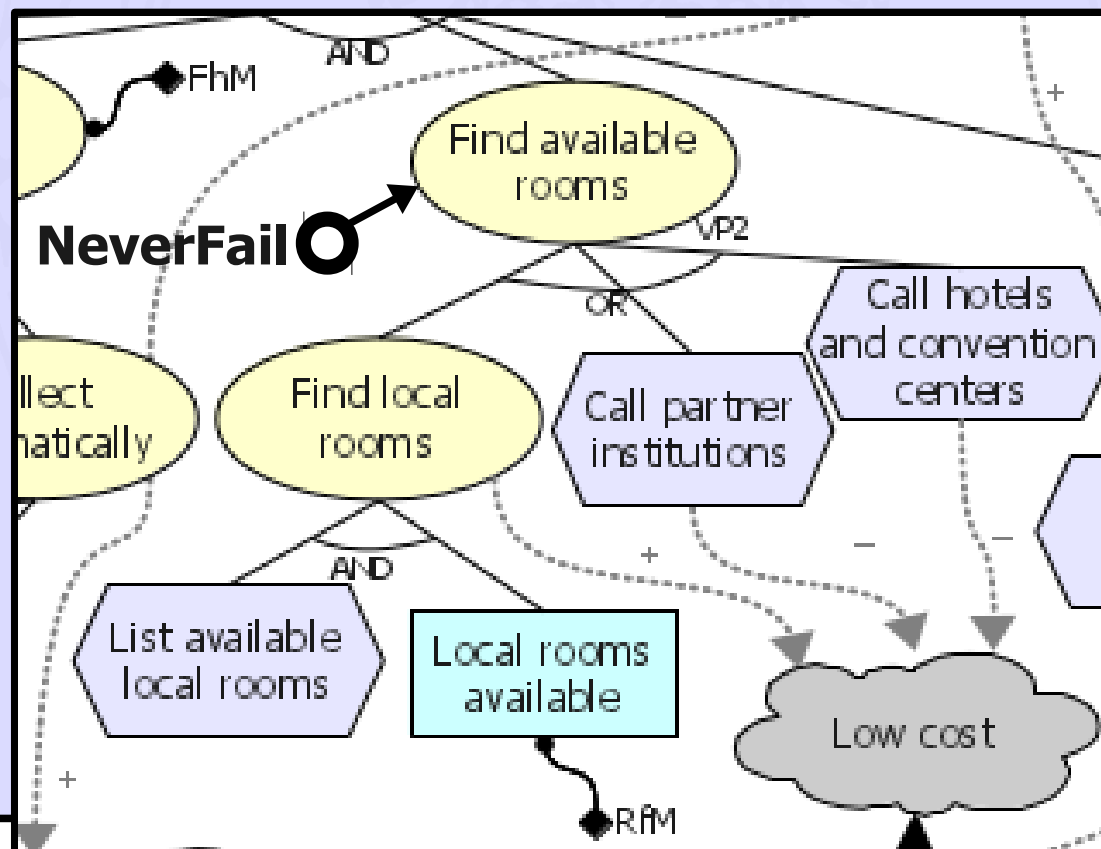 AND
FhM
+
Find available
rooms
NeverFail
VP2
OR
Call hotels
and convention
centers
llect
matically
Find local
rooms
Call partner
institutions
AND
+
–
–
List available
local rooms
Local rooms
available
Low cost
+
RfM